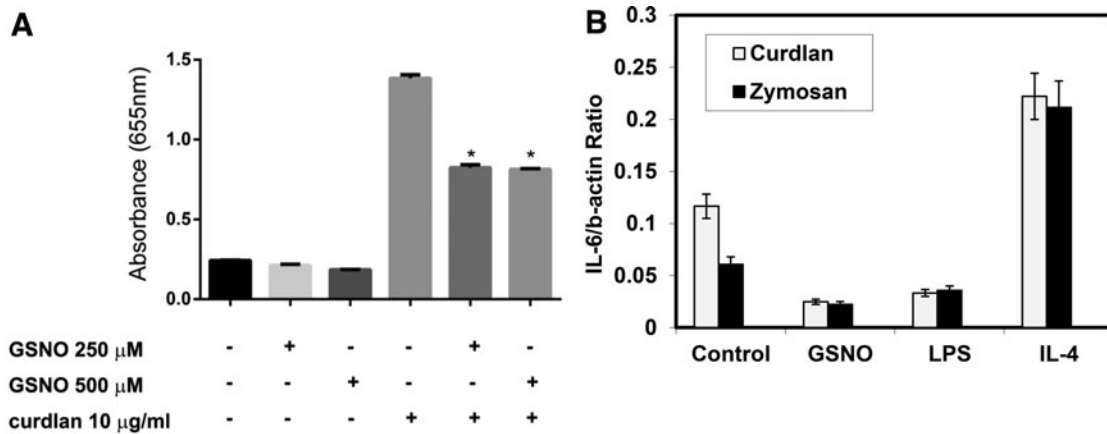 A
Absorbance (655nm)
1.5
1.0
0.5
0.0
* *
GSNO 250 μM - + - - + -
GSNO 500 μM - - + - - +
curdlan 10 μg/ml - - - + + +
B
IL-6/b-actin Ratio
0.3
0.25
0.2
0.15
0.1
0.05
0
Curdlan
Zymosan
Control GSNO LPS IL-4